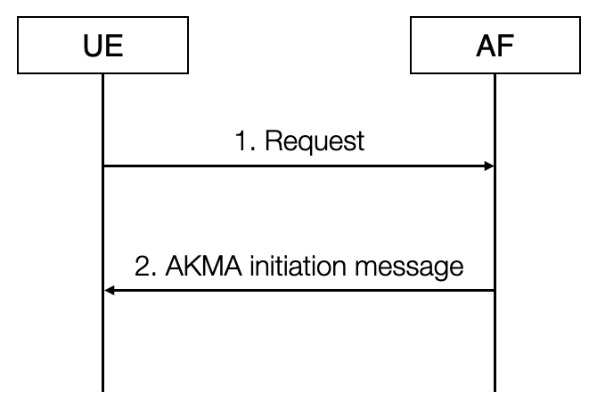 UE
AF
1. Request
2. AKMA initiation message